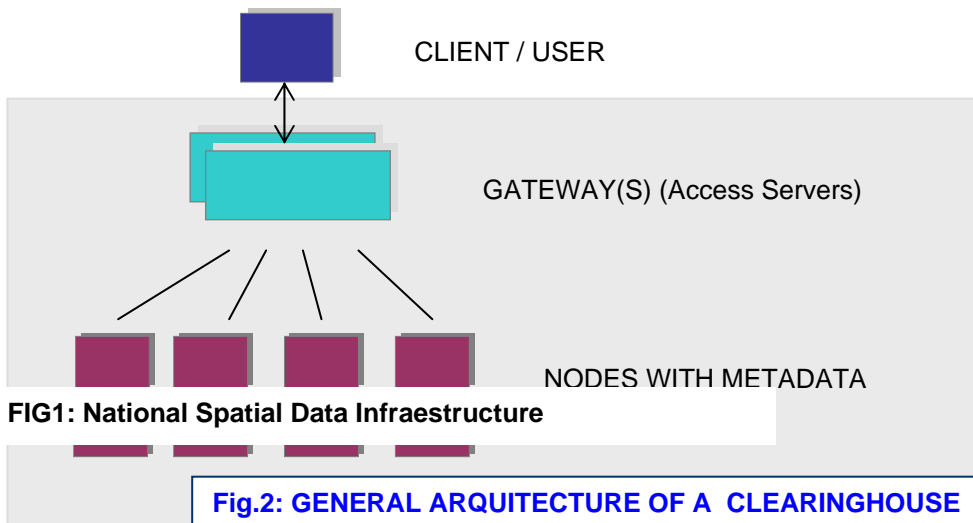 CLIENT / USER
GATEWAY(S) (Access Servers)
NODES WITH METADATA
FIG1: National Spatial Data Infraestructure
Fig.2: GENERAL ARQUITECTURE OF A CLEARINGHOUSE